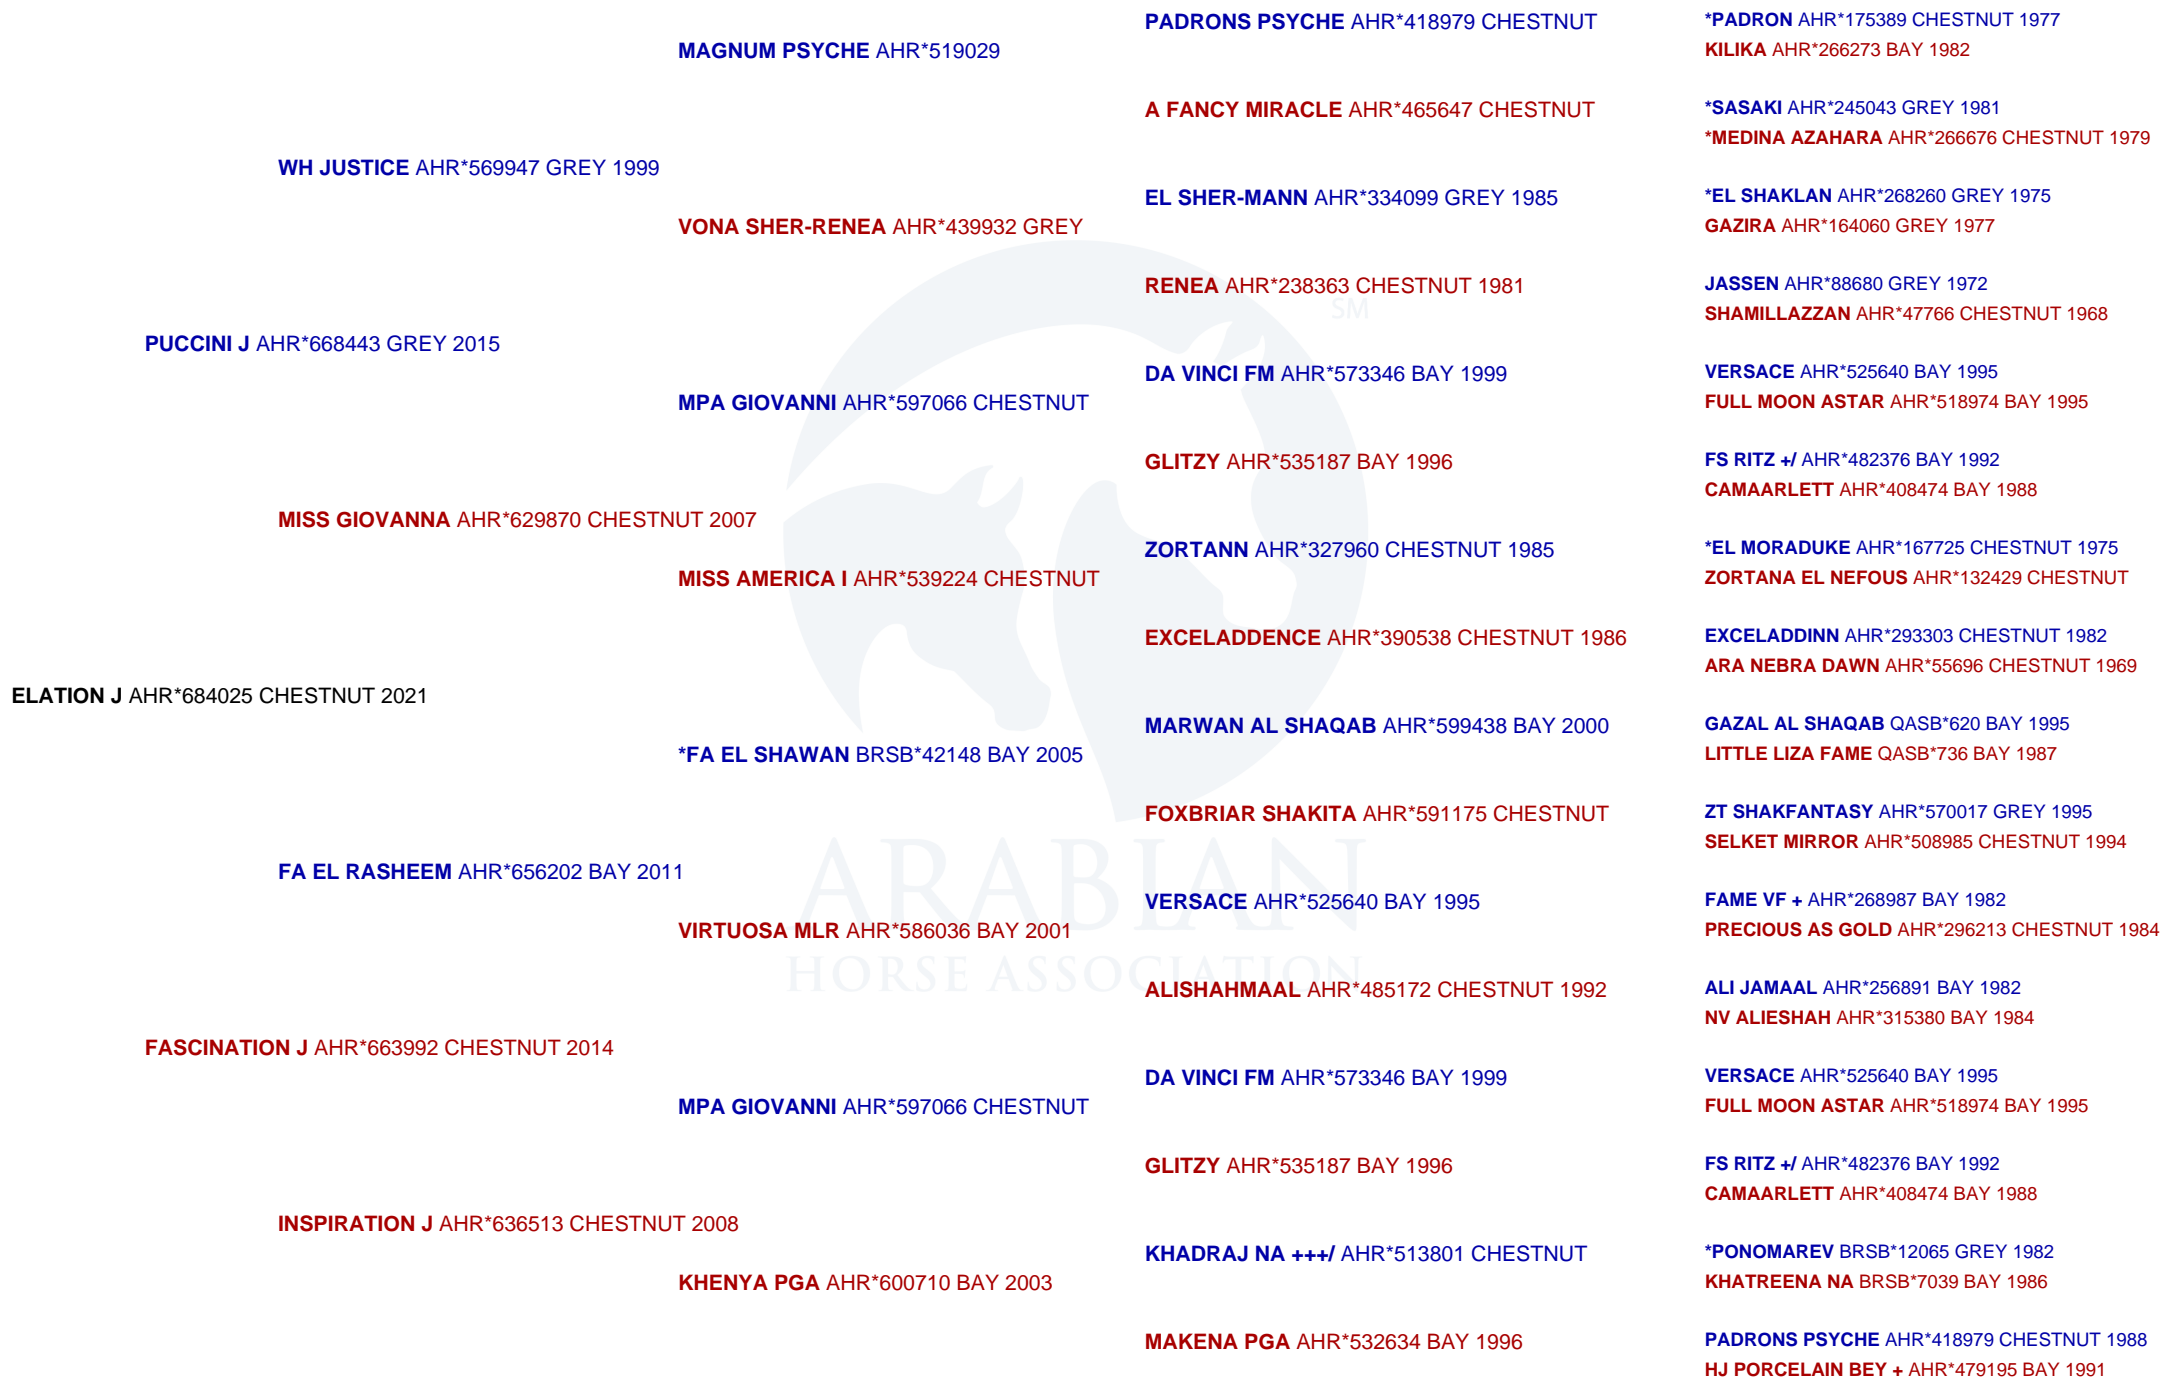 PADRONS PSYCHE AHR*418979 CHESTNUT
*PADRON AHR*175389 CHESTNUT 1977
KILIKA AHR*266273 BAY 1982
MAGNUM PSYCHE AHR*519029
A FANCY MIRACLE AHR*465647 CHESTNUT
*SASAKI AHR*245043 GREY 1981
*MEDINA AZAHARA AHR*266676 CHESTNUT 1979
WH JUSTICE AHR*569947 GREY 1999
EL SHER-MANN AHR*334099 GREY 1985
*EL SHAKLAN AHR*268260 GREY 1975
GAZIRA AHR*164060 GREY 1977
VONA SHER-RENEA AHR*439932 GREY
RENEA AHR*238363 CHESTNUT 1981
JASSEN AHR*88680 GREY 1972
SHAMILLAZZAN AHR*47766 CHESTNUT 1968
SM
PUCCINI J AHR*668443 GREY 2015
DA VINCI FM AHR*573346 BAY 1999
VERSACE AHR*525640 BAY 1995
FULL MOON ASTAR AHR*518974 BAY 1995
MPA GIOVANNI AHR*597066 CHESTNUT
GLITZY AHR*535187 BAY 1996
FS RITZ +/ AHR*482376 BAY 1992
CAMAARLETT AHR*408474 BAY 1988
MISS GIOVANNA AHR*629870 CHESTNUT 2007
ZORTANN AHR*327960 CHESTNUT 1985
*EL MORADUKE AHR*167725 CHESTNUT 1975
ZORTANA EL NEFOUS AHR*132429 CHESTNUT
MISS AMERICA I AHR*539224 CHESTNUT
EXCELADDENCE AHR*390538 CHESTNUT 1986
EXCELADDINN AHR*293303 CHESTNUT 1982
ARA NEBRA DAWN AHR*55696 CHESTNUT 1969
ELATION J AHR*684025 CHESTNUT 2021
MARWAN AL SHAQAB AHR*599438 BAY 2000
GAZAL AL SHAQAB QASB*620 BAY 1995
LITTLE LIZA FAME QASB*736 BAY 1987
*FA EL SHAWAN BRSB*42148 BAY 2005
FOXBRIAR SHAKITA AHR*591175 CHESTNUT
ZT SHAKFANTASY AHR*570017 GREY 1995
SELKET MIRROR AHR*508985 CHESTNUT 1994
FA EL RASHEEM AHR*656202 BAY 2011
ARABIAN
VERSACE AHR*525640 BAY 1995
FAME VF + AHR*268987 BAY 1982
PRECIOUS AS GOLD AHR*296213 CHESTNUT 1984
VIRTUOSA MLR AHR*586036 BAY 2001
HORSE ASSOCIATION
ALISHAHMAAL AHR*485172 CHESTNUT 1992
ALI JAMAAL AHR*256891 BAY 1982
NV ALIESHAH AHR*315380 BAY 1984
FASCINATION J AHR*663992 CHESTNUT 2014
DA VINCI FM AHR*573346 BAY 1999
VERSACE AHR*525640 BAY 1995
FULL MOON ASTAR AHR*518974 BAY 1995
MPA GIOVANNI AHR*597066 CHESTNUT
GLITZY AHR*535187 BAY 1996
FS RITZ +/ AHR*482376 BAY 1992
CAMAARLETT AHR*408474 BAY 1988
INSPIRATION J AHR*636513 CHESTNUT 2008
KHADRAJ NA +++/ AHR*513801 CHESTNUT
*PONOMAREV BRSB*12065 GREY 1982
KHATREENA NA BRSB*7039 BAY 1986
KHENYA PGA AHR*600710 BAY 2003
MAKENA PGA AHR*532634 BAY 1996
PADRONS PSYCHE AHR*418979 CHESTNUT 1988
HJ PORCELAIN BEY + AHR*479195 BAY 1991